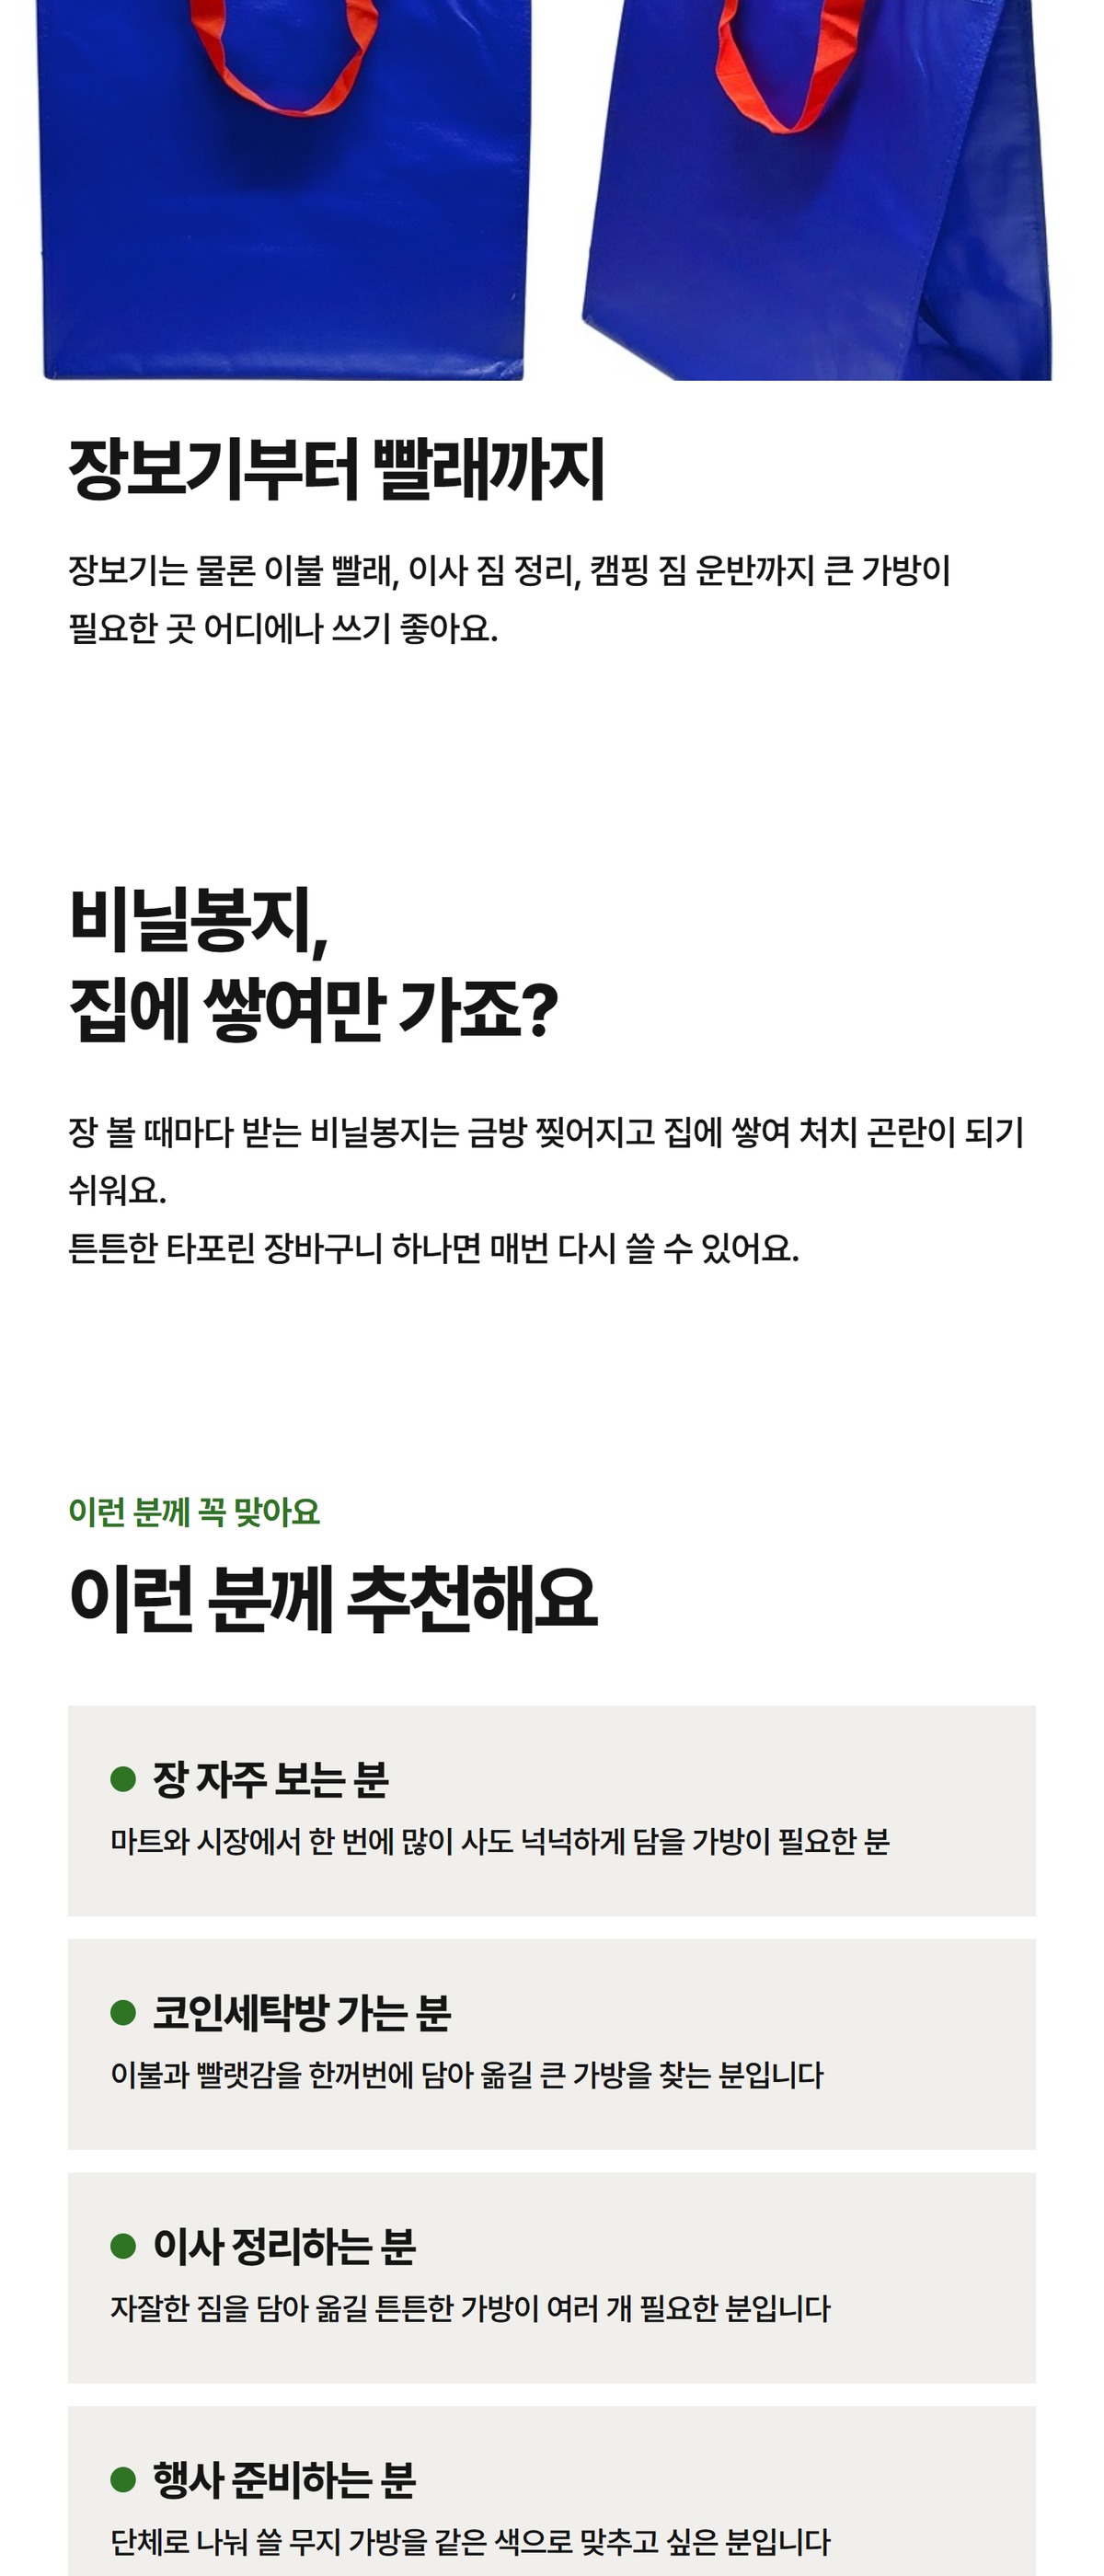 장보기부터 빨래까지
장보기는 물론 이불 빨래, 이사 짐 정리, 캠핑 짐 운반까지 큰 가방이
필요한 곳 어디에나 쓰기 좋아요.
비닐봉지,
집에 쌓여만 가죠?
장 볼 때마다 받는 비닐봉지는 금방 찢어지고 집에 쌓여 처치 곤란이 되기
쉬워요.
튼튼한 타포린 장바구니 하나면 매번 다시 쓸 수 있어요.
이런 분께 꼭 맞아요
이런 분께 추천해요
장 자주 보는 분
마트와 시장에서 한 번에 많이 사도 넉넉하게 담을 가방이 필요한 분
코인세탁방 가는 분
이불과 빨랫감을 한꺼번에 담아 옮길 큰 가방을 찾는 분입니다
이사 정리하는 분
자잘한 짐을 담아 옮길 튼튼한 가방이 여러 개 필요한 분입니다
행사 준비하는 분
단체로 나눠 쓸 무지 가방을 같은 색으로 맞추고 싶은 분입니다